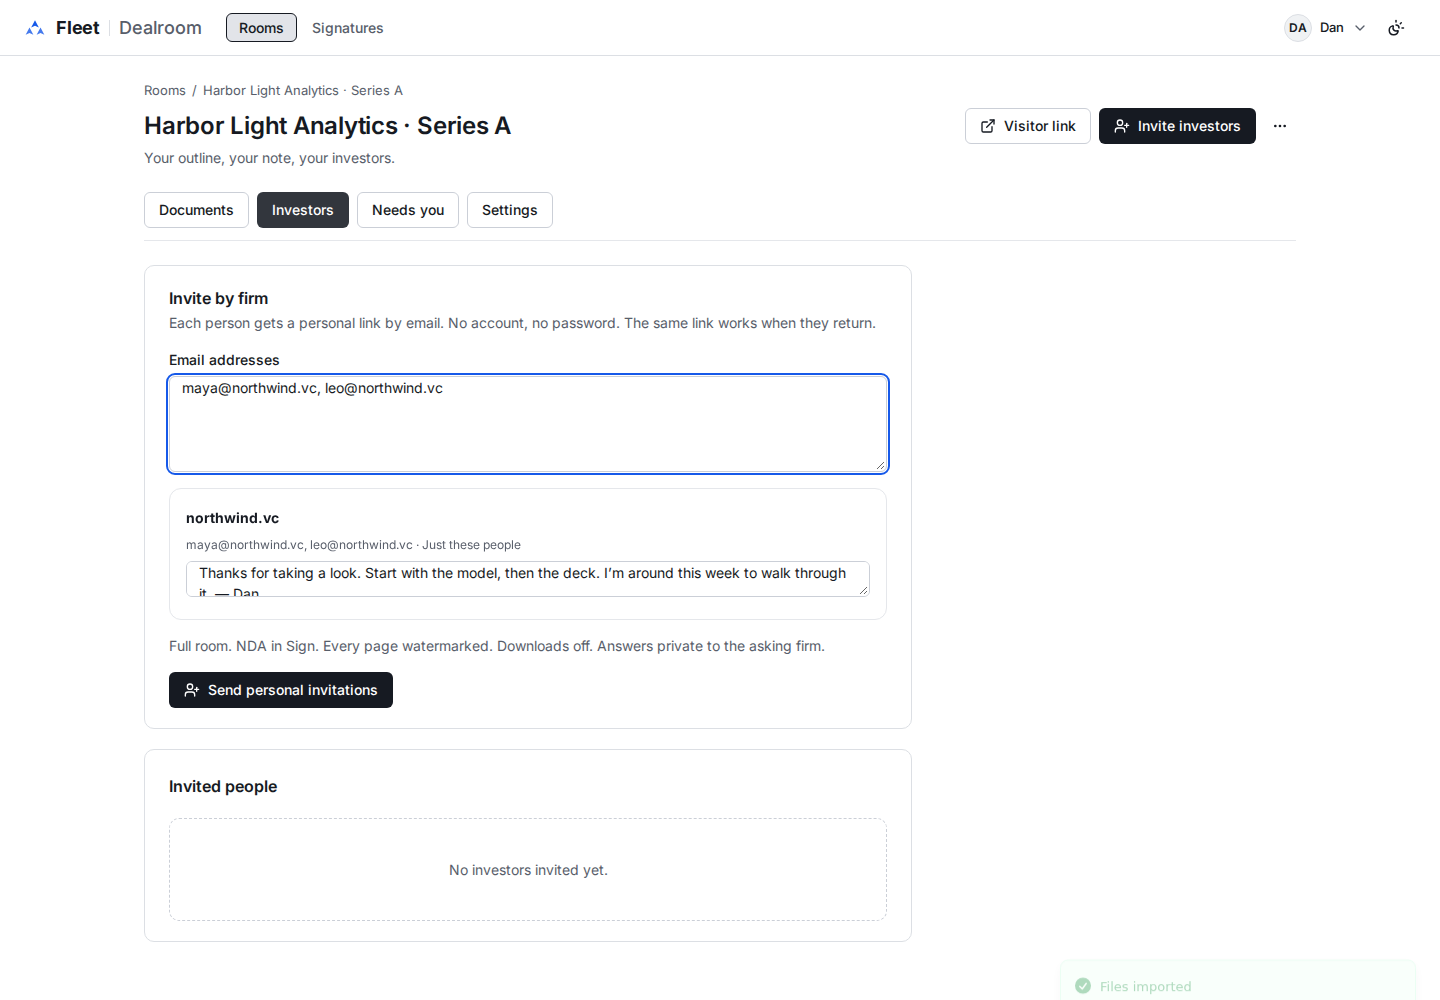 Fleet Dealroom Rooms Signatures DA Dan
Rooms / Harbor Light Analytics · Series A
Harbor Light Analytics · Series A
Visitor link Invite investors
Your outline, your note, your investors.
Documents Investors Needs you Settings
Invite by firm
Each person gets a personal link by email. No account, no password. The same link works when they return.
Email addresses
maya@northwind.vc, leo@northwind.vc
northwind.vc
maya@northwind.vc, leo@northwind.vc · Just these people
Thanks for taking a look. Start with the model, then the deck. I’m around this week to walk through
it. — Dan
Full room. NDA in Sign. Every page watermarked. Downloads off. Answers private to the asking firm.
Send personal invitations
Invited people
No investors invited yet.
Files imported